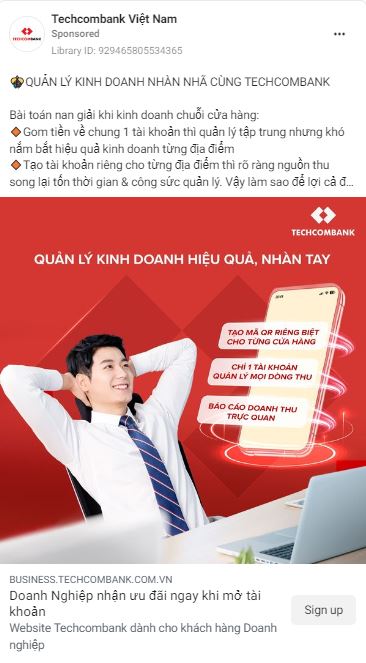 Techcombank Việt Nam
Sponsored
Library ID: 929465805534365
TECHCOMBANK
QUẢN LÝ KINH DOANH NHÀN NHÃ CÙNG TECHCOMBANK
Bài toán nan giải khi kinh doanh chuỗi cửa hàng:
🔶Gom tiền về chung 1 tài khoản thì quản lý tập trung nhưng khó
nắm bắt hiệu quả kinh doanh từng địa điểm
🔶Tạo tài khoản riêng cho từng địa điểm thì rõ ràng nguồn thu
song lại tốn thời gian & công sức quản lý. Vậy làm sao để lợi cả đ…
TECHCOMBANK
QUẢN LÝ KINH DOANH HIỆU QUẢ, NHÀN TAY
TẠO MÃ QR RIÊNG BIỆT
CHO TỪNG CỬA HÀNG
CHỈ 1 TÀI KHOẢN
QUẢN LÝ MỌI DÒNG THU
BÁO CÁO DOANH THU
TRỰC QUAN
BUSINESS.TECHCOMBANK.COM.VN
Doanh Nghiệp nhận ưu đãi ngay khi mở tài
khoản
Website Techcombank dành cho khách hàng Doanh
nghiệp
Sign up